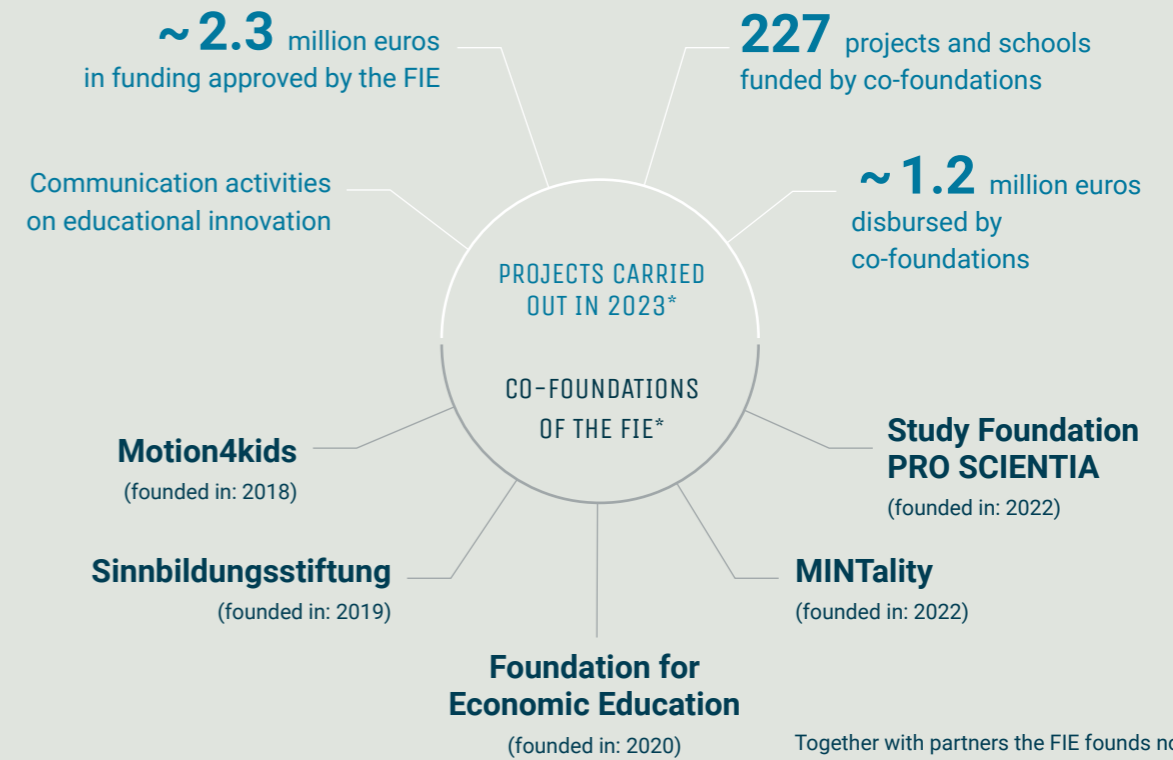 ~ 2.3 million euros
in funding approved by the FIE
227 projects and schools
funded by co-foundations
Communication activities
on educational innovation
~ 1.2 million euros
disbursed by
co-foundations
PROJECTS CARRIED
OUT IN 2023*
CO-FOUNDATIONS
OF THE FIE*
Motion4kids
(founded in: 2018)
Study Foundation
PRO SCIENTIA
(founded in: 2022)
Sinnbildungsstiftung
(founded in: 2019)
MINTality
(founded in: 2022)
Foundation for
Economic Education
(founded in: 2020)
Together with partners the FIE founds